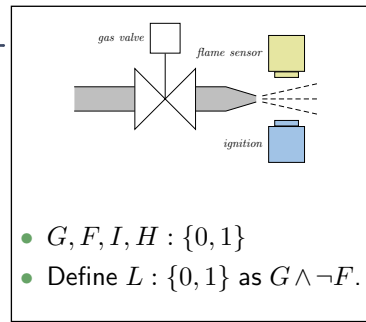 gas valve
flame sensor
ignition
• G, F, I, H : {0, 1}
• Define L : {0, 1} as G ∧ ¬F.